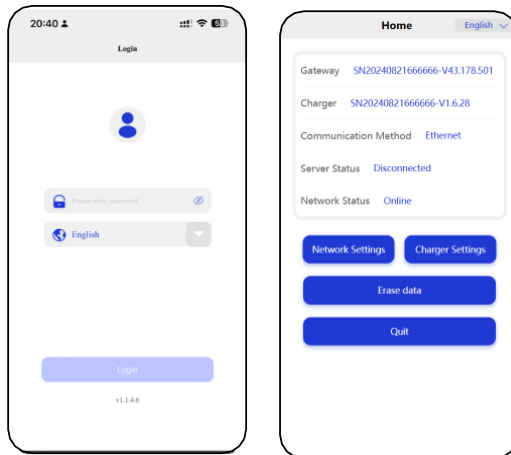 20:40
Login
Please enter password
English
Login
v1.1.4.6
Home
English
Gateway SN20240821666666-V43.178.501
Charger SN20240821666666-V1.6.28
Communication Method Ethernet
Server Status Disconnected
Network Status Online
Network Settings Charger Settings
Erase data
Quit